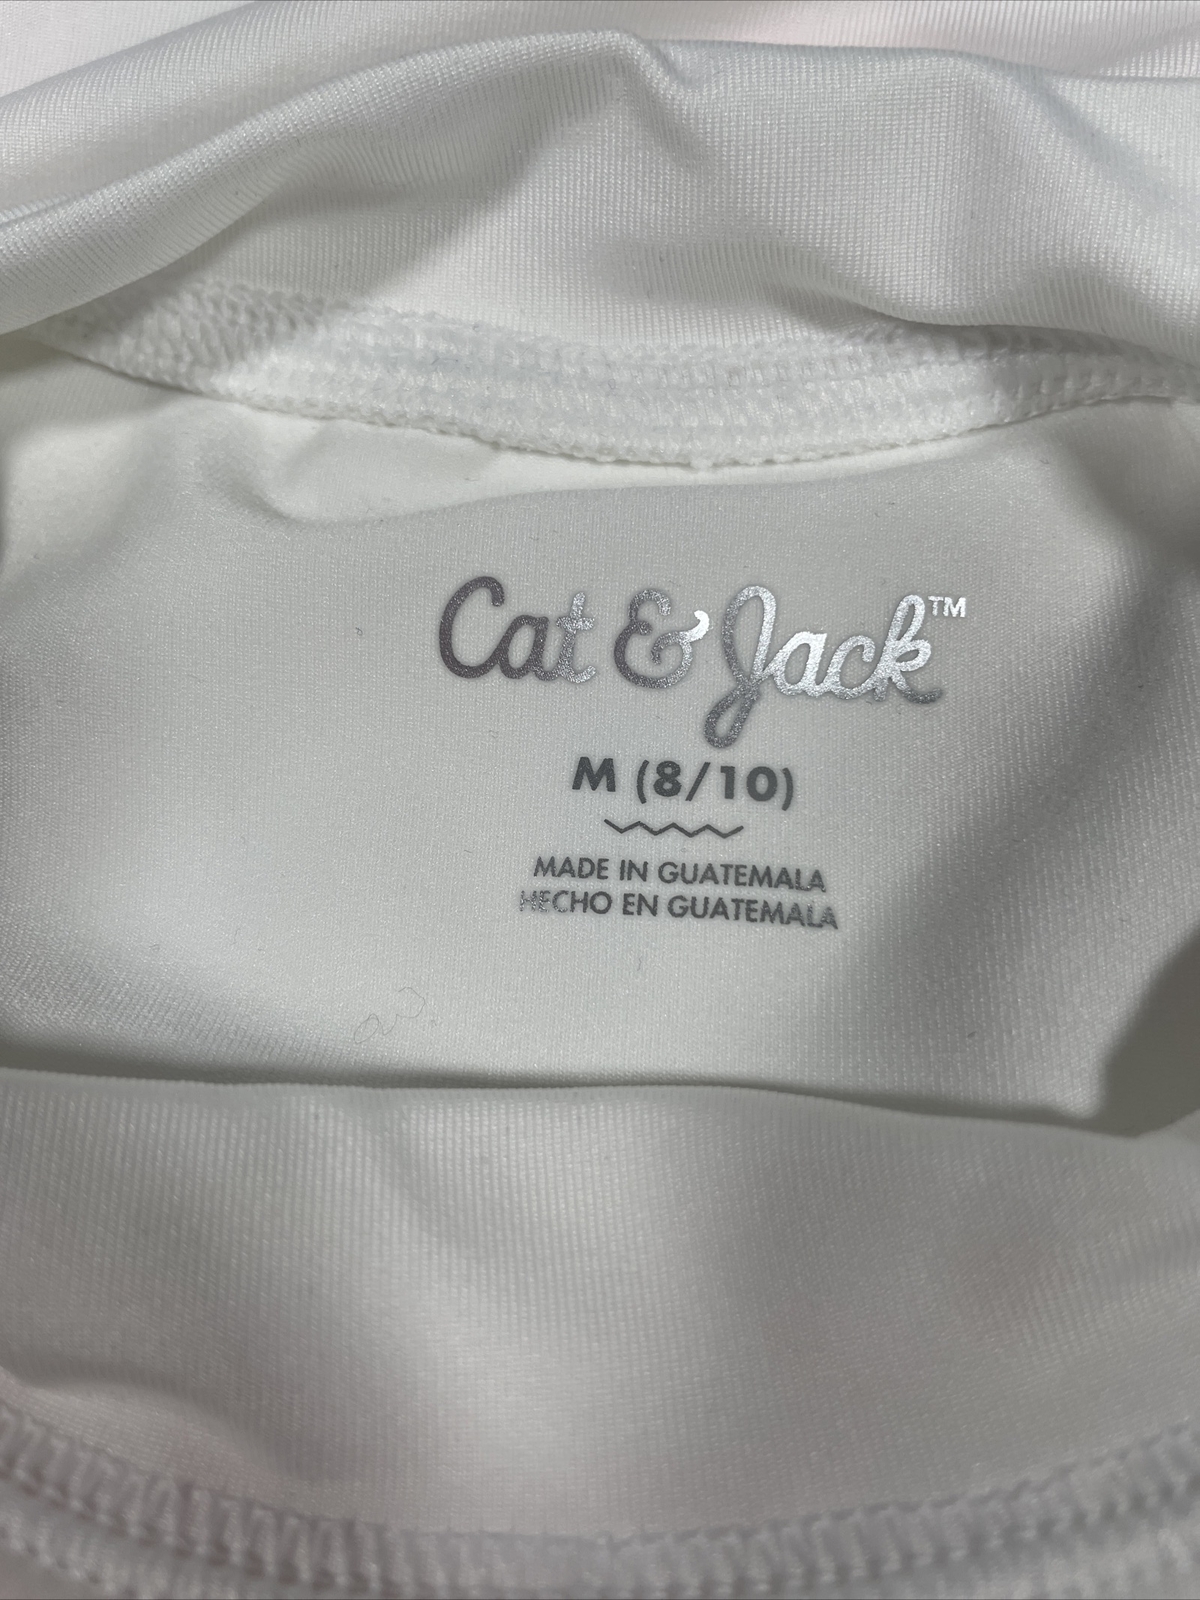 Cat & Jack™
M (8/10)
MADE IN GUATEMALA
HECHO EN GUATEMALA